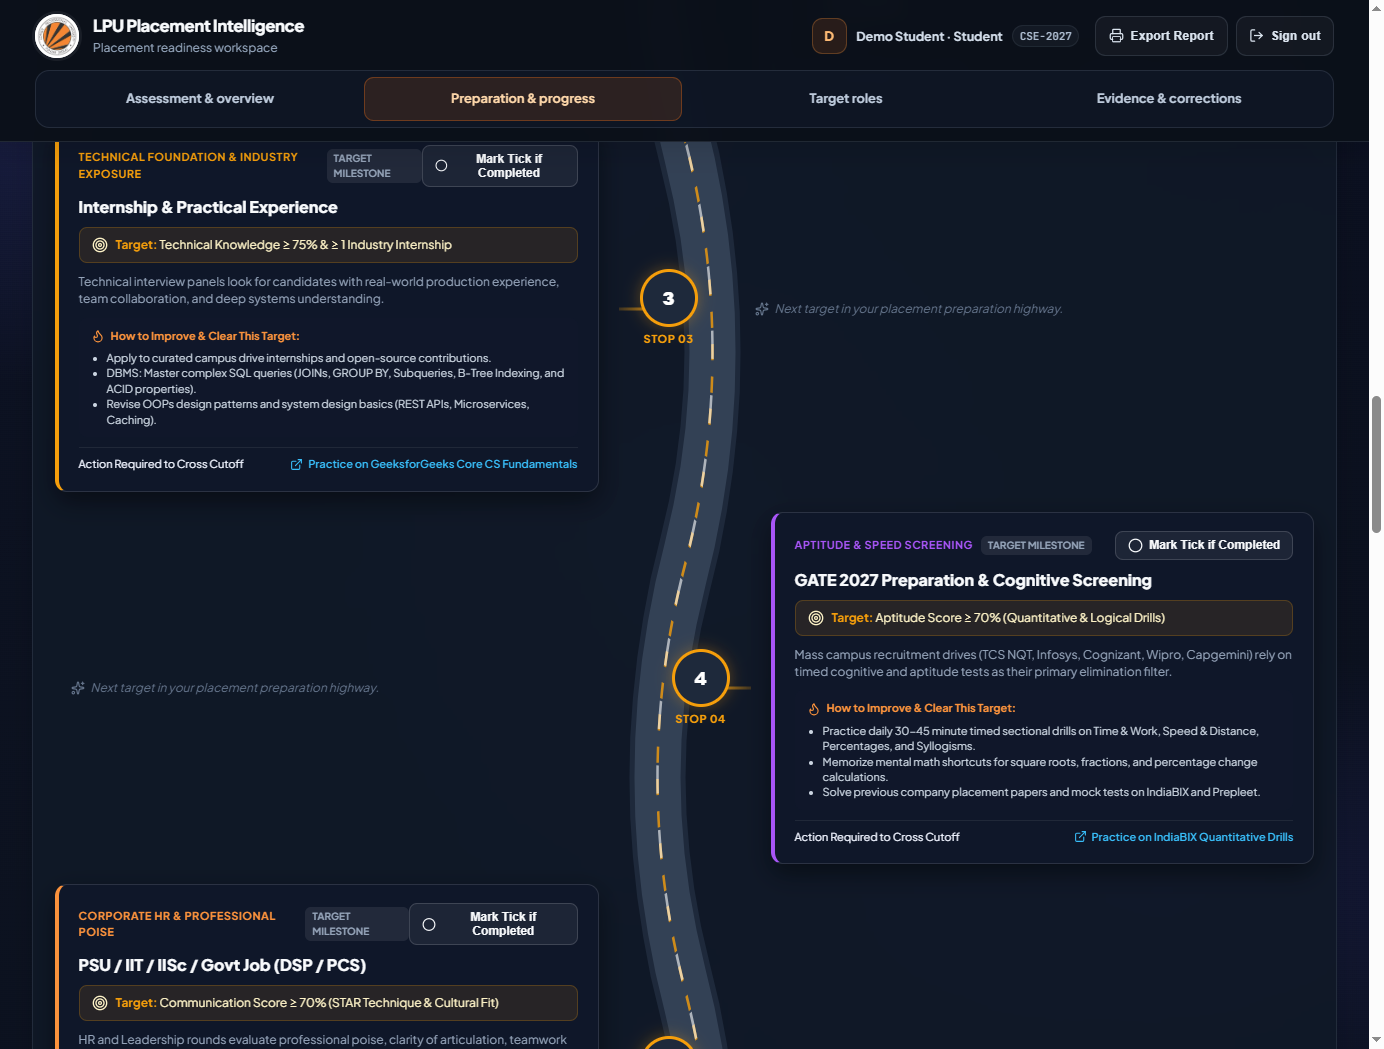 LPU Placement Intelligence
Placement readiness workspace
D
Demo Student · Student
CSE-2027
Export Report
Sign out
Assessment & overview
Preparation & progress
Target roles
Evidence & corrections
TECHNICAL FOUNDATION & INDUSTRY
EXPOSURE
TARGET
MILESTONE
Mark Tick if
Completed
Internship & Practical Experience
Target: Technical Knowledge ≥ 75% & ≥ 1 Industry Internship
Technical interview panels look for candidates with real-world production experience,
team collaboration, and deep systems understanding.
How to Improve & Clear This Target:
• Apply to curated campus drive internships and open-source contributions.
• DBMS: Master complex SQL queries (JOINs, GROUP BY, Subqueries, B-Tree Indexing, and
ACID properties).
• Revise OOPs design patterns and system design basics (REST APIs, Microservices,
Caching).
Action Required to Cross Cutoff
Practice on GeeksforGeeks Core CS Fundamentals
3
STOP 03
Next target in your placement preparation highway.
APTITUDE & SPEED SCREENING
TARGET MILESTONE
Mark Tick if Completed
GATE 2027 Preparation & Cognitive Screening
Target: Aptitude Score ≥ 70% (Quantitative & Logical Drills)
Mass campus recruitment drives (TCS NQT, Infosys, Cognizant, Wipro, Capgemini) rely on
timed cognitive and aptitude tests as their primary elimination filter.
How to Improve & Clear This Target:
• Practice daily 30–45 minute timed sectional drills on Time & Work, Speed & Distance,
Percentages, and Syllogisms.
• Memorize mental math shortcuts for square roots, fractions, and percentage change
calculations.
• Solve previous company placement papers and mock tests on IndiaBIX and Prepleet.
Action Required to Cross Cutoff
Practice on IndiaBIX Quantitative Drills
4
STOP 04
Next target in your placement preparation highway.
CORPORATE HR & PROFESSIONAL
POISE
TARGET
MILESTONE
Mark Tick if
Completed
PSU / IIT / IISc / Govt Job (DSP / PCS)
Target: Communication Score ≥ 70% (STAR Technique & Cultural Fit)
HR and Leadership rounds evaluate professional poise, clarity of articulation, teamwork